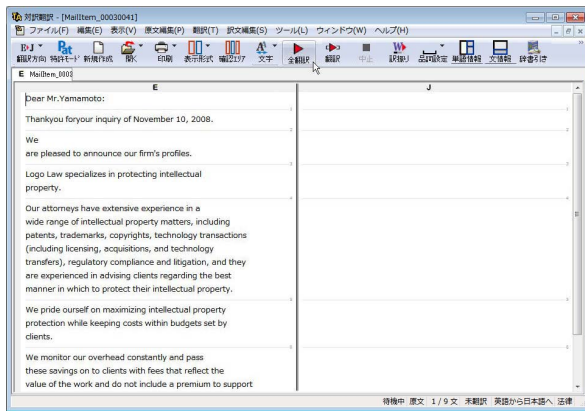 対訳翻訳 - [MailItem_00030041]
ファイル(F) 編集(E) 表示(V) 原文編集(P) 翻訳(T) 訳文編集(S) ツール(L) ウィンドウ(W) ヘルプ(H)
E›J Pat A
翻訳方向 特許モード 新規作成 開く 印刷 表示形式 確認エリア 文字 全翻訳 翻訳 中止 訳振り 品詞設定 単語情報 文情報 辞書引き
E MailItem_0003
E J
Dear Mr.Yamamoto:
Thankyou foryour inquiry of November 10, 2008.
We
are pleased to announce our firm's profiles.
Logo Law specializes in protecting intellectual
property.
Our attorneys have extensive experience in a
wide range of intellectual property matters, including
patents, trademarks, copyrights, technology transactions
(including licensing, acquisitions, and technology
transfers), regulatory compliance and litigation, and they
are experienced in advising clients regarding the best
manner in which to protect their intellectual property.
We pride ourself on maximizing intellectual property
protection while keeping costs within budgets set by
clients.
We monitor our overhead constantly and pass
these savings on to clients with fees that reflect the
value of the work and do not include a premium to support
待機中 原文 1 / 9 文 未翻訳 英語から日本語へ 法律